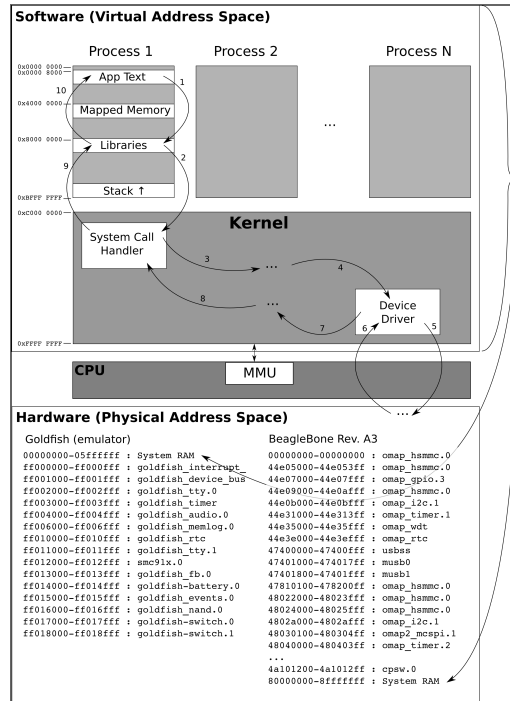 Software (Virtual Address Space)
Process 1
Process 2
Process N
0x0000 0000
0x0000 8000
App Text
10
1
0x4000 0000
Mapped Memory
...
0x8000 0000
Libraries
9
2
Stack ↑
0xBFFF FFFF
0xC000 0000
Kernel
System Call
Handler
3
...
4
8
...
Device
Driver
7
6
5
0xFFFF FFFF
CPU
MMU
...
Hardware (Physical Address Space)
Goldfish (emulator)
00000000-05ffffff : System RAM
ff000000-ff000fff : goldfish_interrupt_
ff001000-ff001fff : goldfish_device_bus
ff002000-ff002fff : goldfish_tty.0
ff003000-ff003fff : goldfish_timer
ff004000-ff004fff : goldfish_audio.0
ff006000-ff006fff : goldfish_memlog.0
ff010000-ff010fff : goldfish_rtc
ff011000-ff011fff : goldfish_tty.1
ff012000-ff012fff : smc91x.0
ff013000-ff013fff : goldfish_fb.0
ff014000-ff014fff : goldfish-battery.0
ff015000-ff015fff : goldfish_events.0
ff016000-ff016fff : goldfish_nand.0
ff017000-ff017fff : goldfish-switch.0
ff018000-ff018fff : goldfish-switch.1
BeagleBone Rev. A3
00000000-00000000 : omap_hsmmc.0
44e05000-44e053ff : omap_hsmmc.0
44e07000-44e07fff : omap_gpio.3
44e09000-44e0afff : omap_hsmmc.0
44e0b000-44e0bfff : omap_i2c.1
44e31000-44e313ff : omap_timer.1
44e35000-44e35fff : omap_wdt
44e3e000-44e3efff : omap_rtc
47400000-47400fff : usbss
47401000-474017ff : musb0
47401800-47401fff : musb1
47810100-478200ff : omap_hsmmc.0
48022000-48023fff : omap_hsmmc.0
48024000-48025fff : omap_hsmmc.0
4802a000-4802afff : omap_i2c.1
48030100-480304ff : omap2_mcspi.1
48040000-480403ff : omap_timer.2
...
4a101200-4a1012ff : cpsw.0
80000000-8fffffff : System RAM